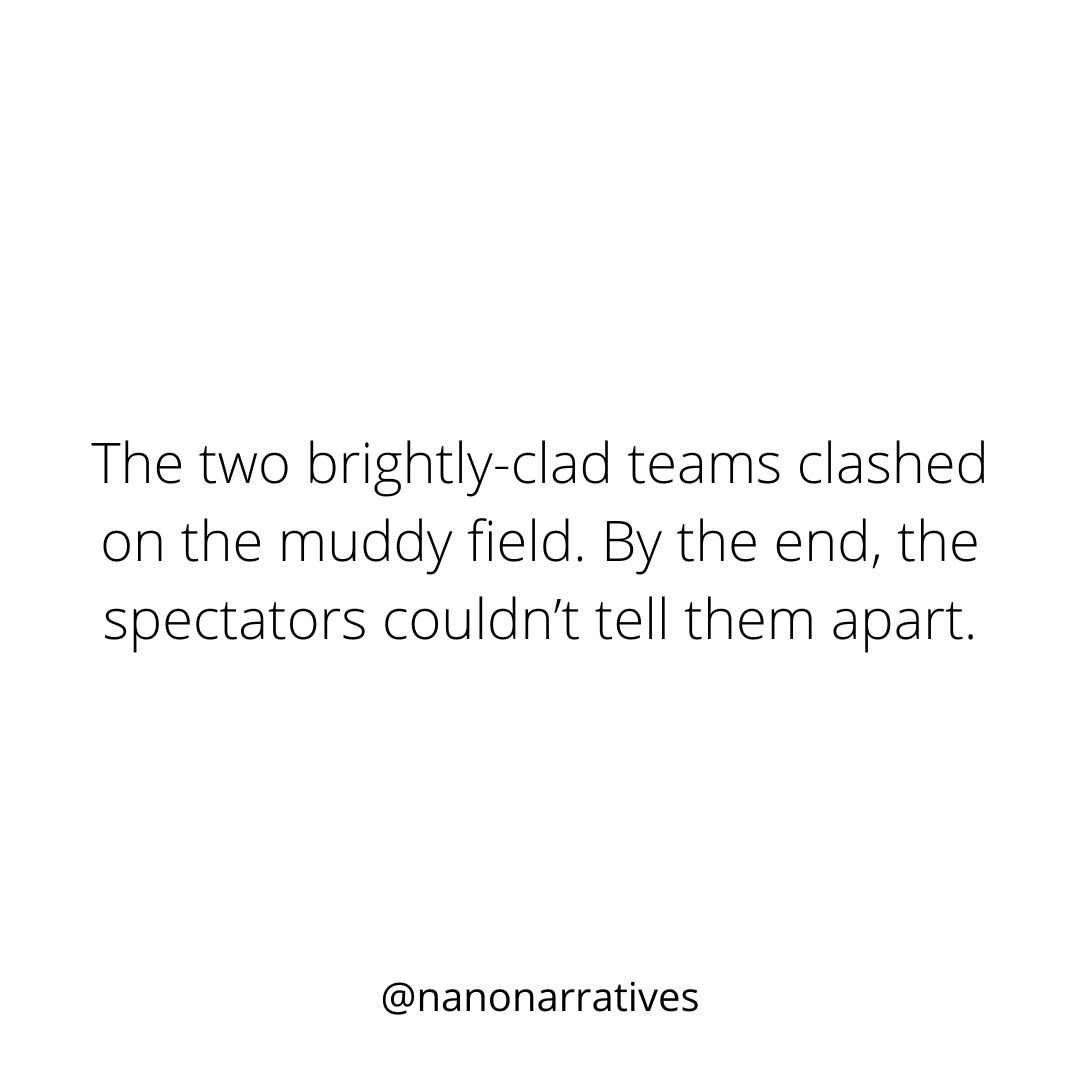 The two brightly-clad teams clashed
on the muddy field. By the end, the
spectators couldn’t tell them apart.
@nanonarratives